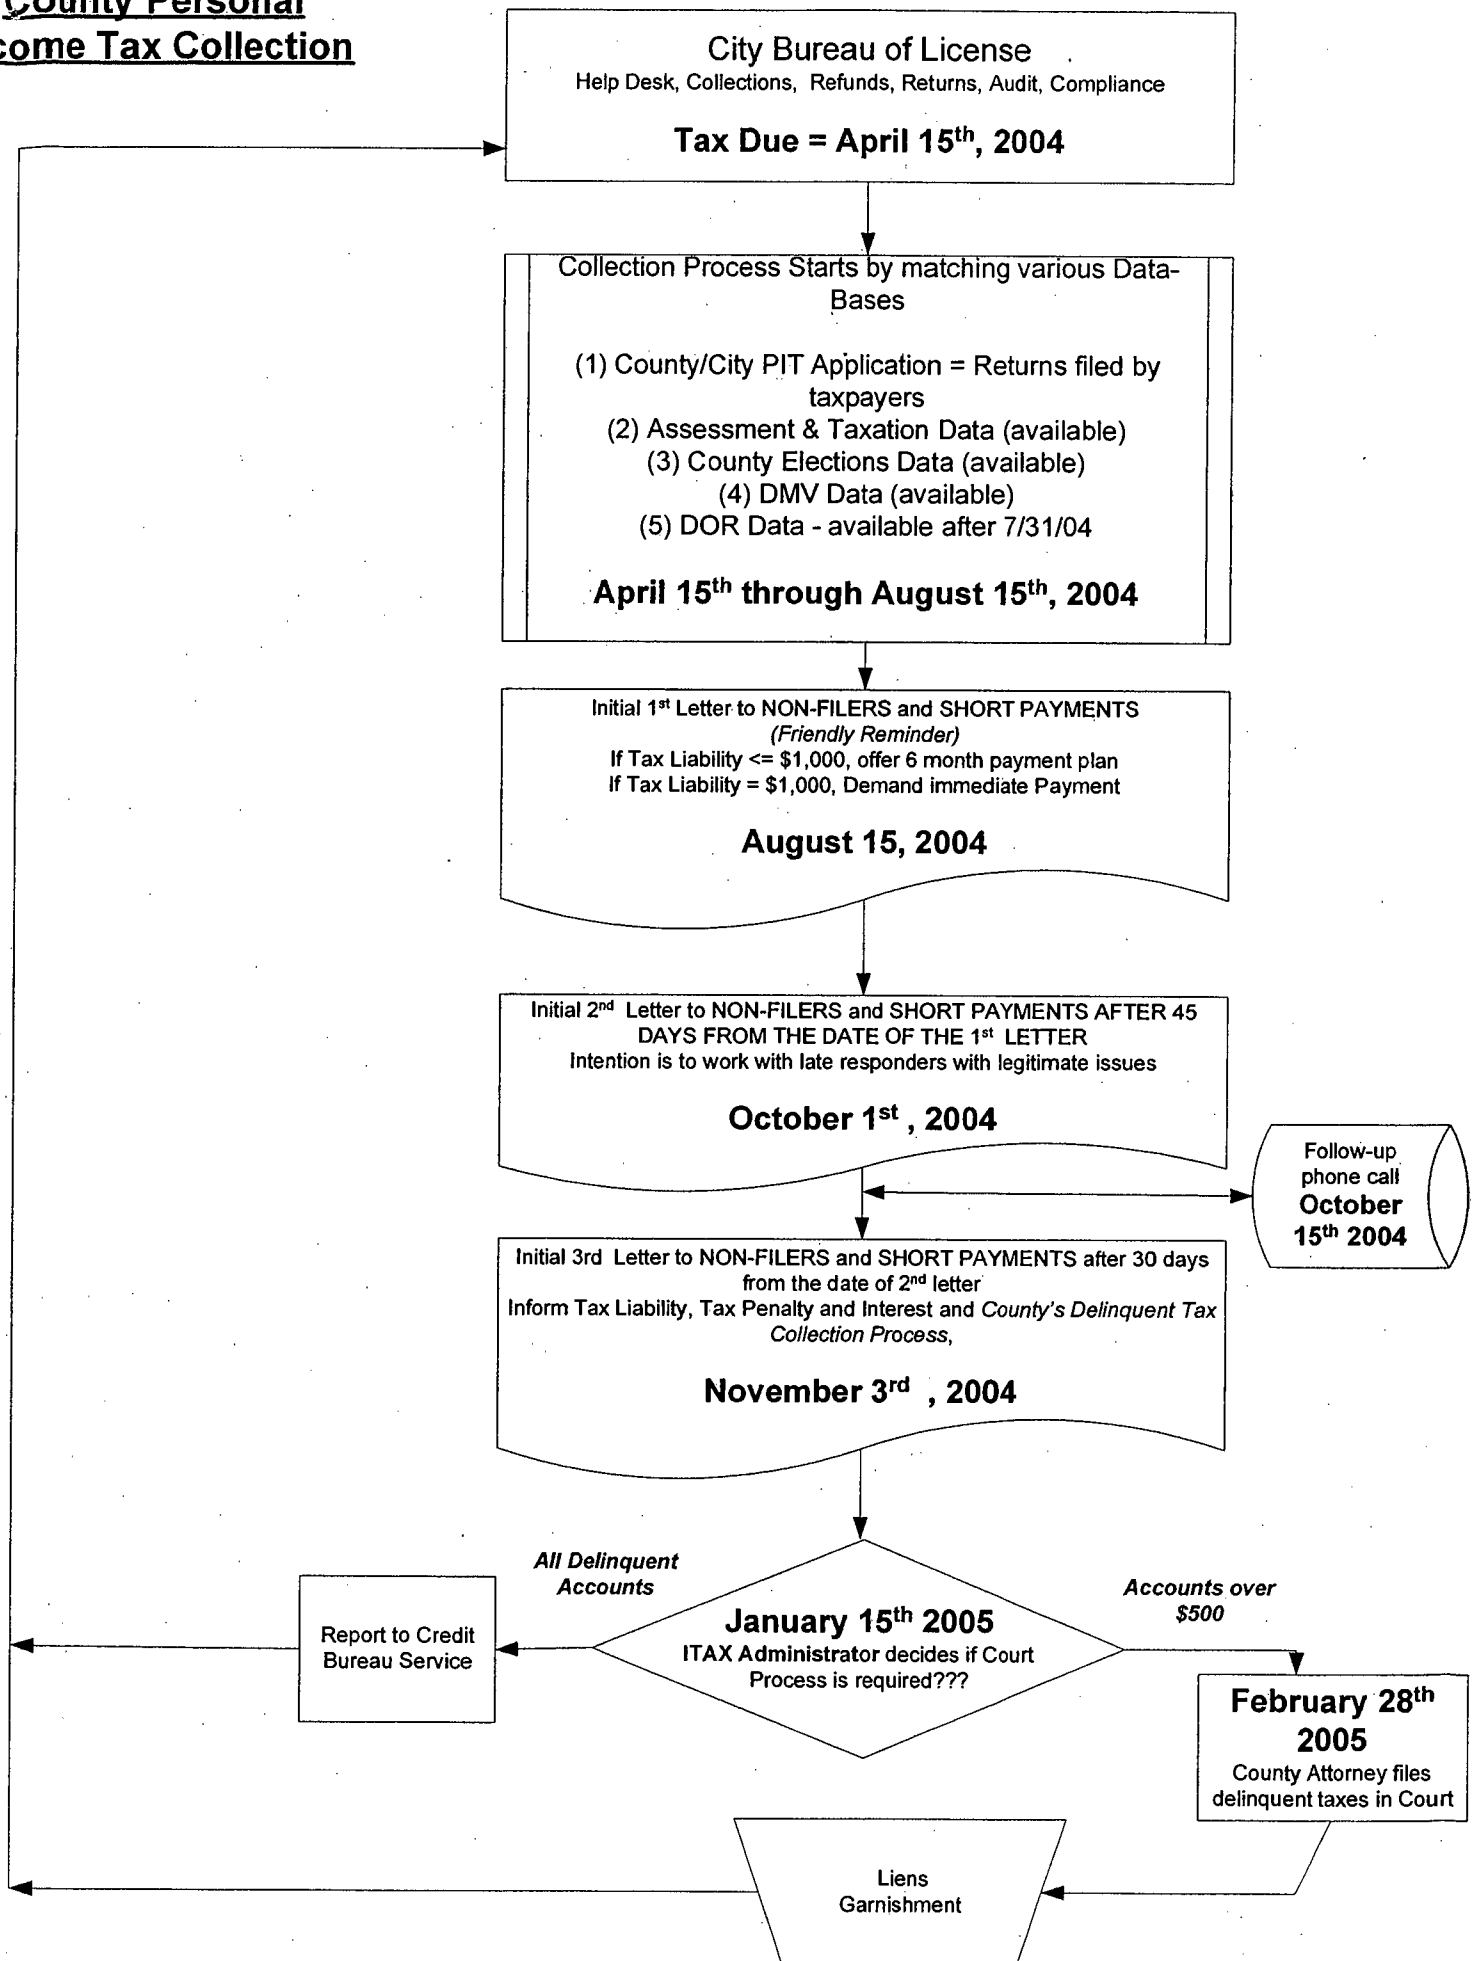 County Personal
come Tax Collection
City Bureau of License
Help Desk, Collections, Refunds, Returns, Audit, Compliance
Tax Due = April 15th, 2004
Collection Process Starts by matching various Data-
Bases
(1) County/City PIT Application = Returns filed by
taxpayers
(2) Assessment & Taxation Data (available)
(3) County Elections Data (available)
(4) DMV Data (available)
(5) DOR Data - available after 7/31/04
April 15th through August 15th, 2004
Initial 1st Letter to NON-FILERS and SHORT PAYMENTS
(Friendly Reminder)
If Tax Liability <= $1,000, offer 6 month payment plan
If Tax Liability = $1,000, Demand immediate Payment
August 15, 2004
Initial 2nd Letter to NON-FILERS and SHORT PAYMENTS AFTER 45
DAYS FROM THE DATE OF THE 1st LETTER
Intention is to work with late responders with legitimate issues
October 1st , 2004
Follow-up
phone call
October
15th 2004
Initial 3rd Letter to NON-FILERS and SHORT PAYMENTS after 30 days
from the date of 2nd letter
Inform Tax Liability, Tax Penalty and Interest and County's Delinquent Tax
Collection Process,
November 3rd , 2004
All Delinquent
Accounts
Accounts over
$500
January 15th 2005
ITAX Administrator decides if Court
Process is required???
Report to Credit
Bureau Service
February 28th
2005
County Attorney files
delinquent taxes in Court
Liens
Garnishment